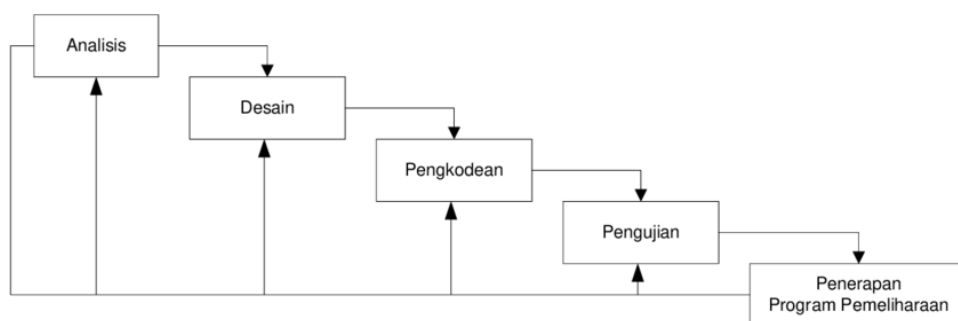 Analisis
Desain
Pengkodean
Pengujian
Penerapan
Program Pemeliharaan